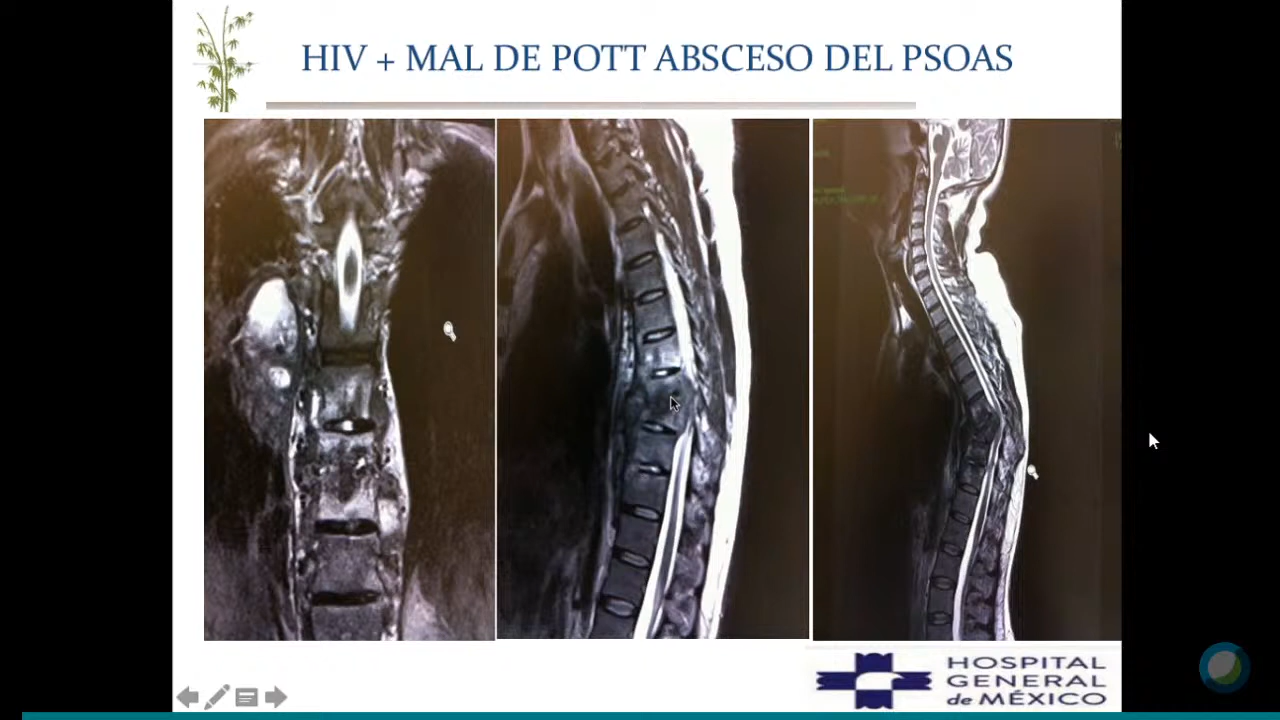 HIV + MAL DE POTT ABSCESO DEL PSOAS
HOSPITAL
GENERAL
de MÉXICO